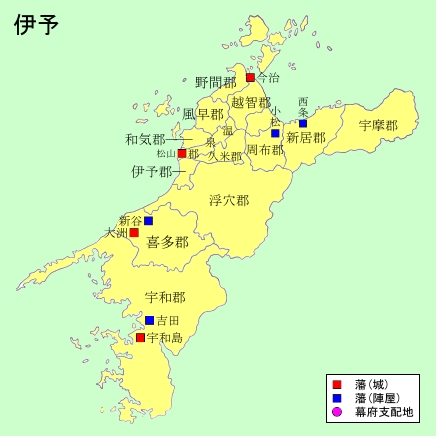 伊予
野間郡
今治
越智郡
風早郡
小松
西条
宇摩郡
新居郡
和気郡
温泉郡
松山
久米郡
周布郡
伊予郡
浮穴郡
新谷
大洲
喜多郡
宇和郡
吉田
宇和島
藩(城)
藩(陣屋)
幕府支配地